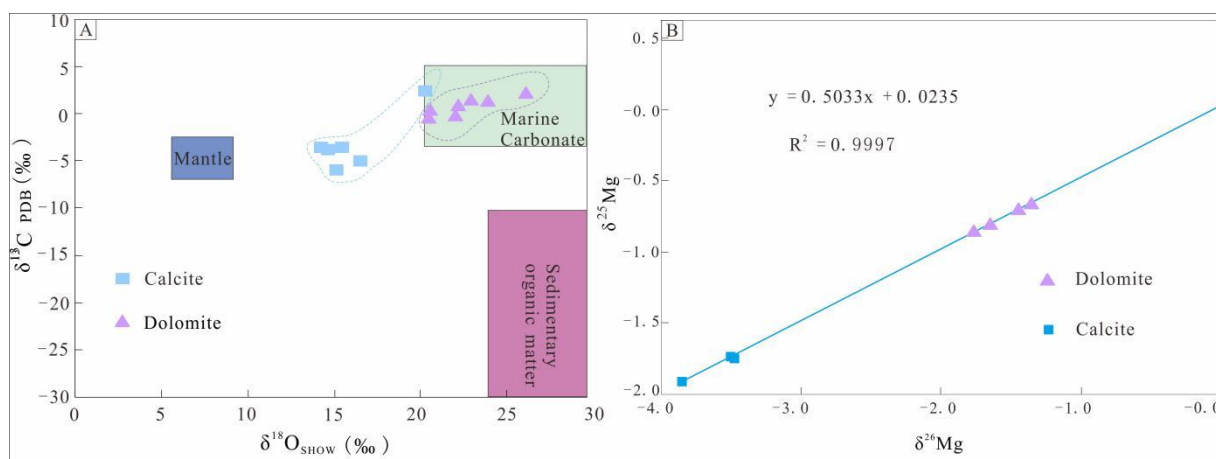 A
10
5
0
−5
−10
−15
−20
−25
−30
δ13C PDB (‰)
Mantle
Marine
Carbonate
Sedimentary
organic matter
Calcite
Dolomite
0
5
10
15
20
25
30
δ18OSHOW (‰)
B
0.5
−0.0
−0.5
−1.0
−1.5
−2.0
δ25Mg
y = 0.5033x + 0.0235
R2 = 0.9997
Dolomite
Calcite
−4.0
−3.0
−2.0
−1.0
−0.0
δ26Mg